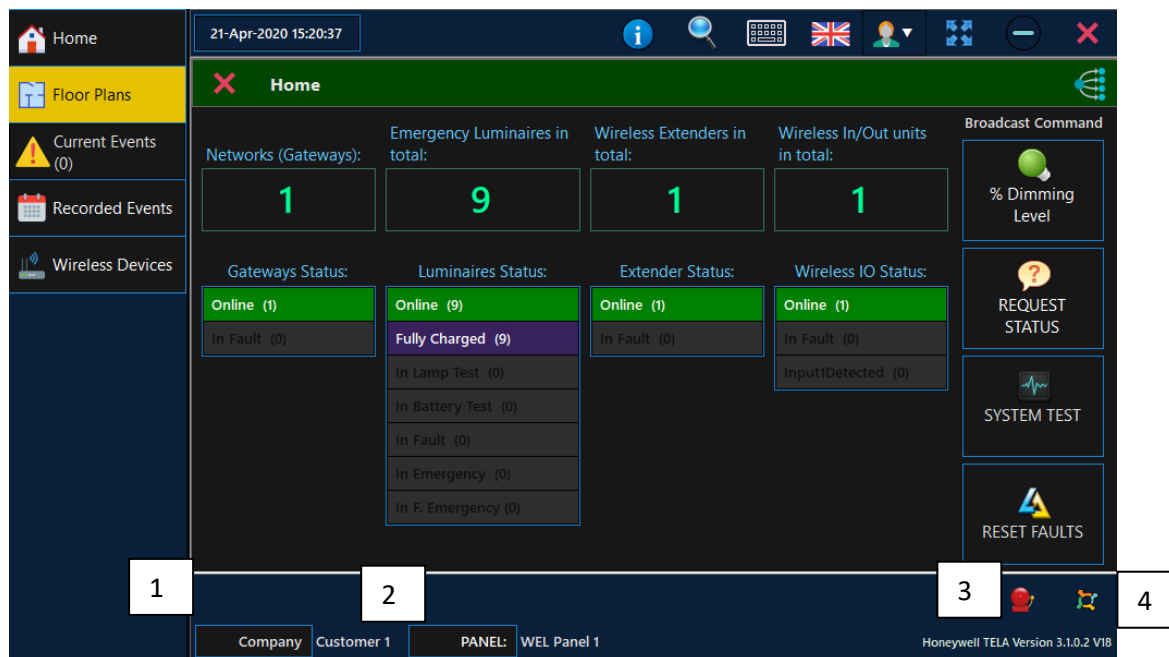 Home
Floor Plans
Current Events
(0)
Recorded Events
Wireless Devices
21-Apr-2020 15:20:37
Home
Networks (Gateways):
1
Emergency Luminaires in
total:
9
Wireless Extenders in
total:
1
Wireless In/Out units
in total:
1
Gateways Status:
Online (1)
In Fault (0)
Luminaires Status:
Online (9)
Fully Charged (9)
In Lamp Test (0)
In Battery Test (0)
In Fault (0)
In Emergency (0)
In F. Emergency (0)
Extender Status:
Online (1)
In Fault (0)
Wireless IO Status:
Online (1)
In Fault (0)
Input1Detected (0)
Broadcast Command
% Dimming
Level
REQUEST
STATUS
SYSTEM TEST
RESET FAULTS
1
2
3
4
Company Customer 1 PANEL: WEL Panel 1
Honeywell TELA Version 3.1.0.2 V18